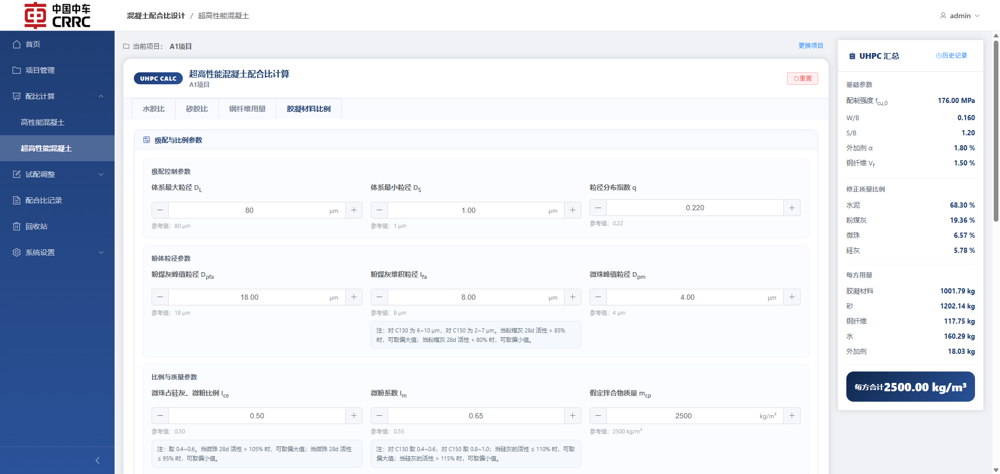 中国中车
CRRC
混凝土配合比设计 / 超高性能混凝土
admin
首页
项目管理
配比计算
高性能混凝土
超高性能混凝土
试配调整
配合比记录
回收站
系统设置
当前项目： A1项目
更换项目
UHPC CALC
超高性能混凝土配合比计算
A1项目
重置
水胶比
砂胶比
钢纤维用量
胶凝材料比例
级配与比例参数
级配控制参数
体系最大粒径 DL
80 μm
参考值：80 μm
体系最小粒径 DS
1.00 μm
参考值：1 μm
粒径分布指数 q
0.220
参考值：0.22
粉体粒径参数
粉煤灰峰值粒径 Dpfa
18.00 μm
参考值：18 μm
粉煤灰堆积粒径 lfa
8.00 μm
参考值：8 μm
注：对 C130 为 6~10 μm，对 C150 为 2~7 μm。当粉煤灰 28d 活性 > 85%
时，可取偏大值；当粉煤灰 28d 活性 < 80% 时，可取偏小值。
微珠峰值粒径 Dpm
4.00 μm
参考值：4 μm
比例与质量参数
微珠占硅灰、微粉比例 lce
0.50
参考值：0.50
注：取 0.4~0.6。当微珠 28d 活性 > 105% 时，可取偏大值；当微珠 28d 活性
≤ 95% 时，可取偏小值。
微粉系数 lm
0.65
参考值：0.55
注：对 C130 取 0.4~0.6，对 C150 取 0.8~1.0；当硅灰的活性 ≤ 110% 时，可取
偏大值；当硅灰的活性 > 115% 时，可取偏小值。
假定拌合物质量 mcp
2500 kg/m³
参考值：2500 kg/m³
UHPC 汇总
历史记录
基础参数
配制强度 fcu,0 176.00 MPa
W/B 0.160
S/B 1.20
外加剂 α 1.80 %
钢纤维 Vf 1.50 %
修正质量比例
水泥 68.30 %
粉煤灰 19.36 %
微珠 6.57 %
硅灰 5.78 %
每方用量
胶凝材料 1001.79 kg
砂 1202.14 kg
钢纤维 117.75 kg
水 160.29 kg
外加剂 18.03 kg
每方合计2500.00 kg/m³